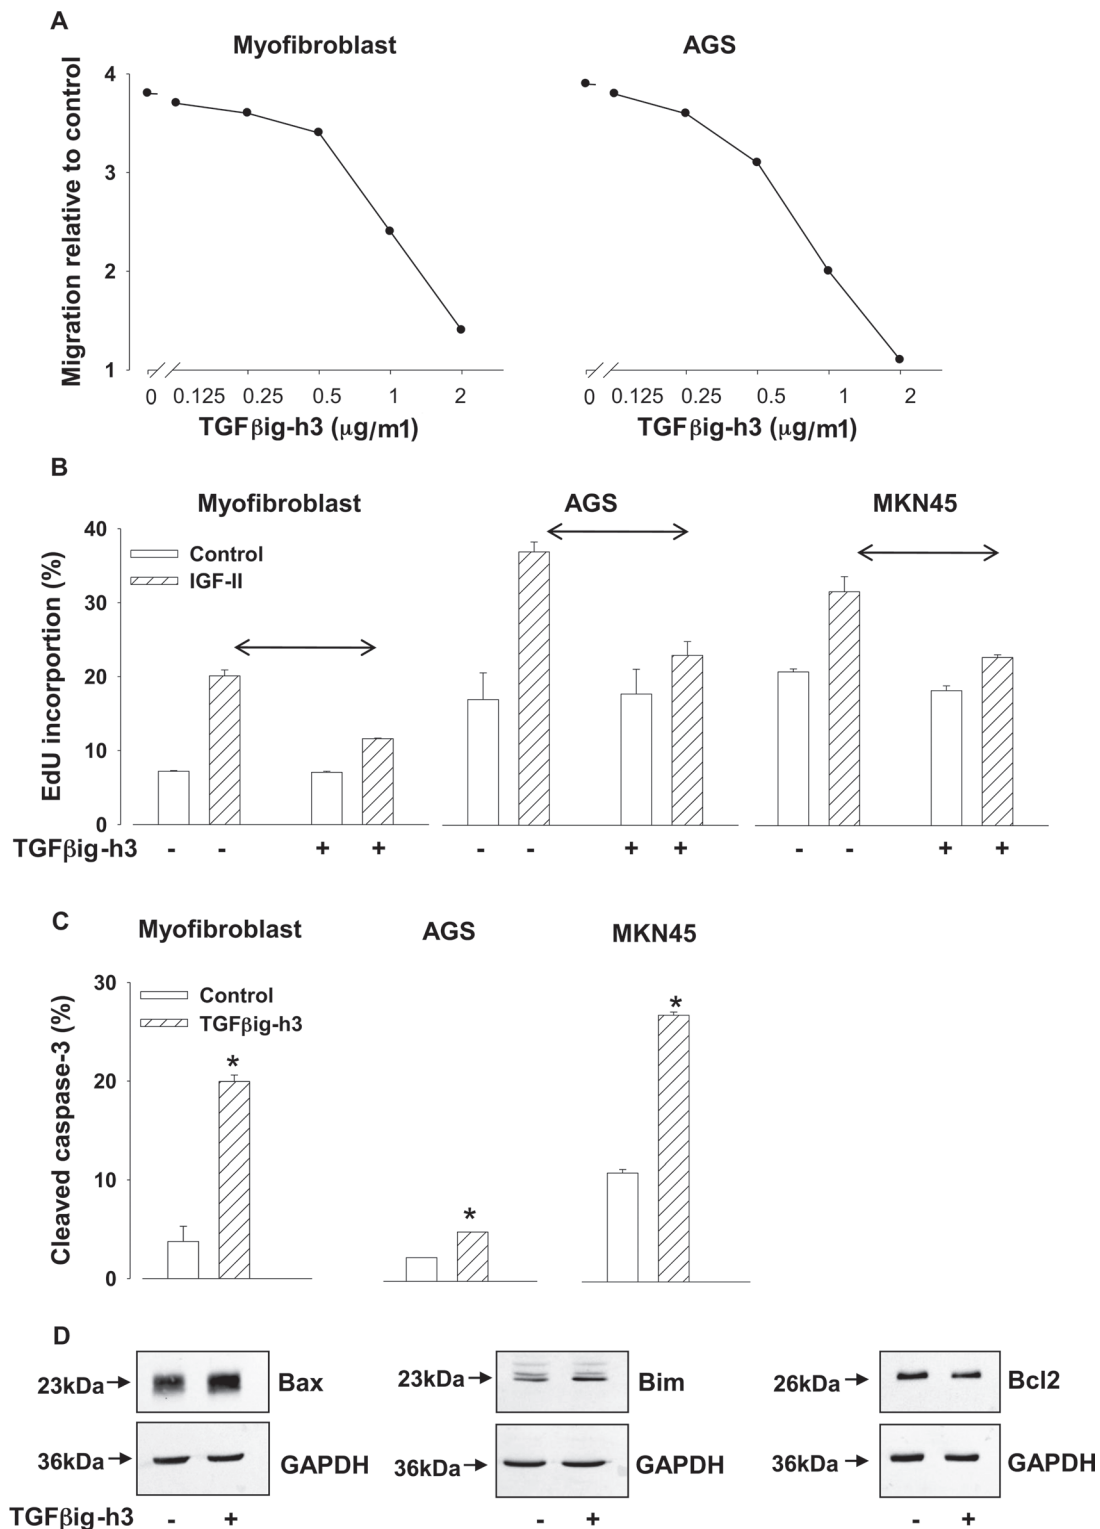 A
Myofibroblast AGS
Migration relative to control
4
3
2
1
0 0.125 0.25 0.5 1 2
0 0.125 0.25 0.5 1 2
TGFβig-h3 (μg/m1) TGFβig-h3 (μg/m1)
B
Myofibroblast AGS MKN45
EdU incorportion (%)
40
30
20
10
0
Control
IGF-II
TGFβig-h3 - - + + - - + + - - + +
C
Myofibroblast AGS MKN45
Cleaved caspase-3 (%)
30
20
10
0
Control
TGFβig-h3
* * *
D
23kDa Bax 23kDa Bim 26kDa Bcl2
36kDa GAPDH 36kDa GAPDH 36kDa GAPDH
TGFβig-h3 - + - + - +